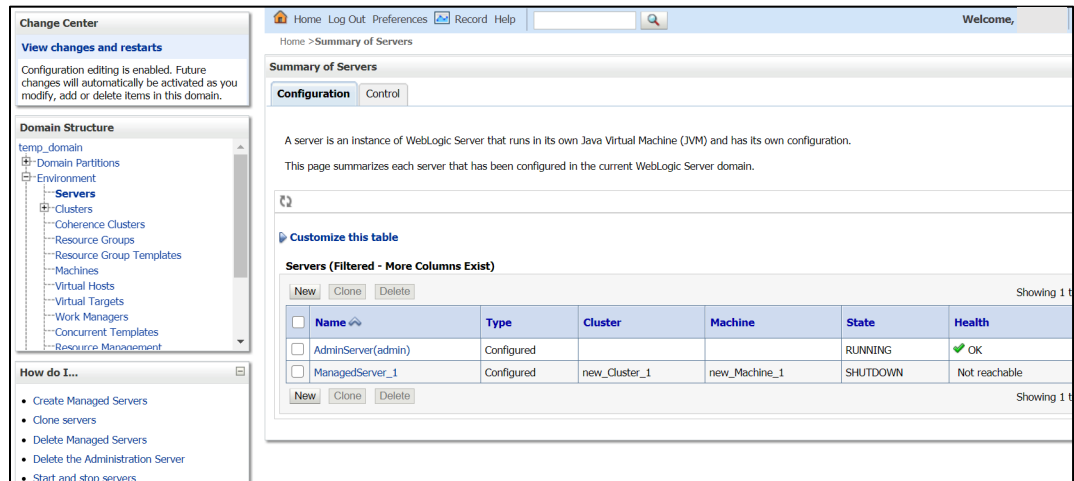 Change Center
View changes and restarts
Configuration editing is enabled. Future
changes will automatically be activated as you
modify, add or delete items in this domain.
Domain Structure
temp_domain
Domain Partitions
Environment
Servers
Clusters
Coherence Clusters
Resource Groups
Resource Group Templates
Machines
Virtual Hosts
Virtual Targets
Work Managers
Concurrent Templates
Resource Management
How do I...
Create Managed Servers
Clone servers
Delete Managed Servers
Delete the Administration Server
Start and stop servers
Home Log Out Preferences Record Help
Welcome,
Home >Summary of Servers
Summary of Servers
Configuration Control
A server is an instance of WebLogic Server that runs in its own Java Virtual Machine (JVM) and has its own configuration.
This page summarizes each server that has been configured in the current WebLogic Server domain.
Customize this table
Servers (Filtered - More Columns Exist)
New Clone Delete Showing 1 t
Name Type Cluster Machine State Health
AdminServer(admin) Configured RUNNING OK
ManagedServer_1 Configured new_Cluster_1 new_Machine_1 SHUTDOWN Not reachable
New Clone Delete Showing 1 t